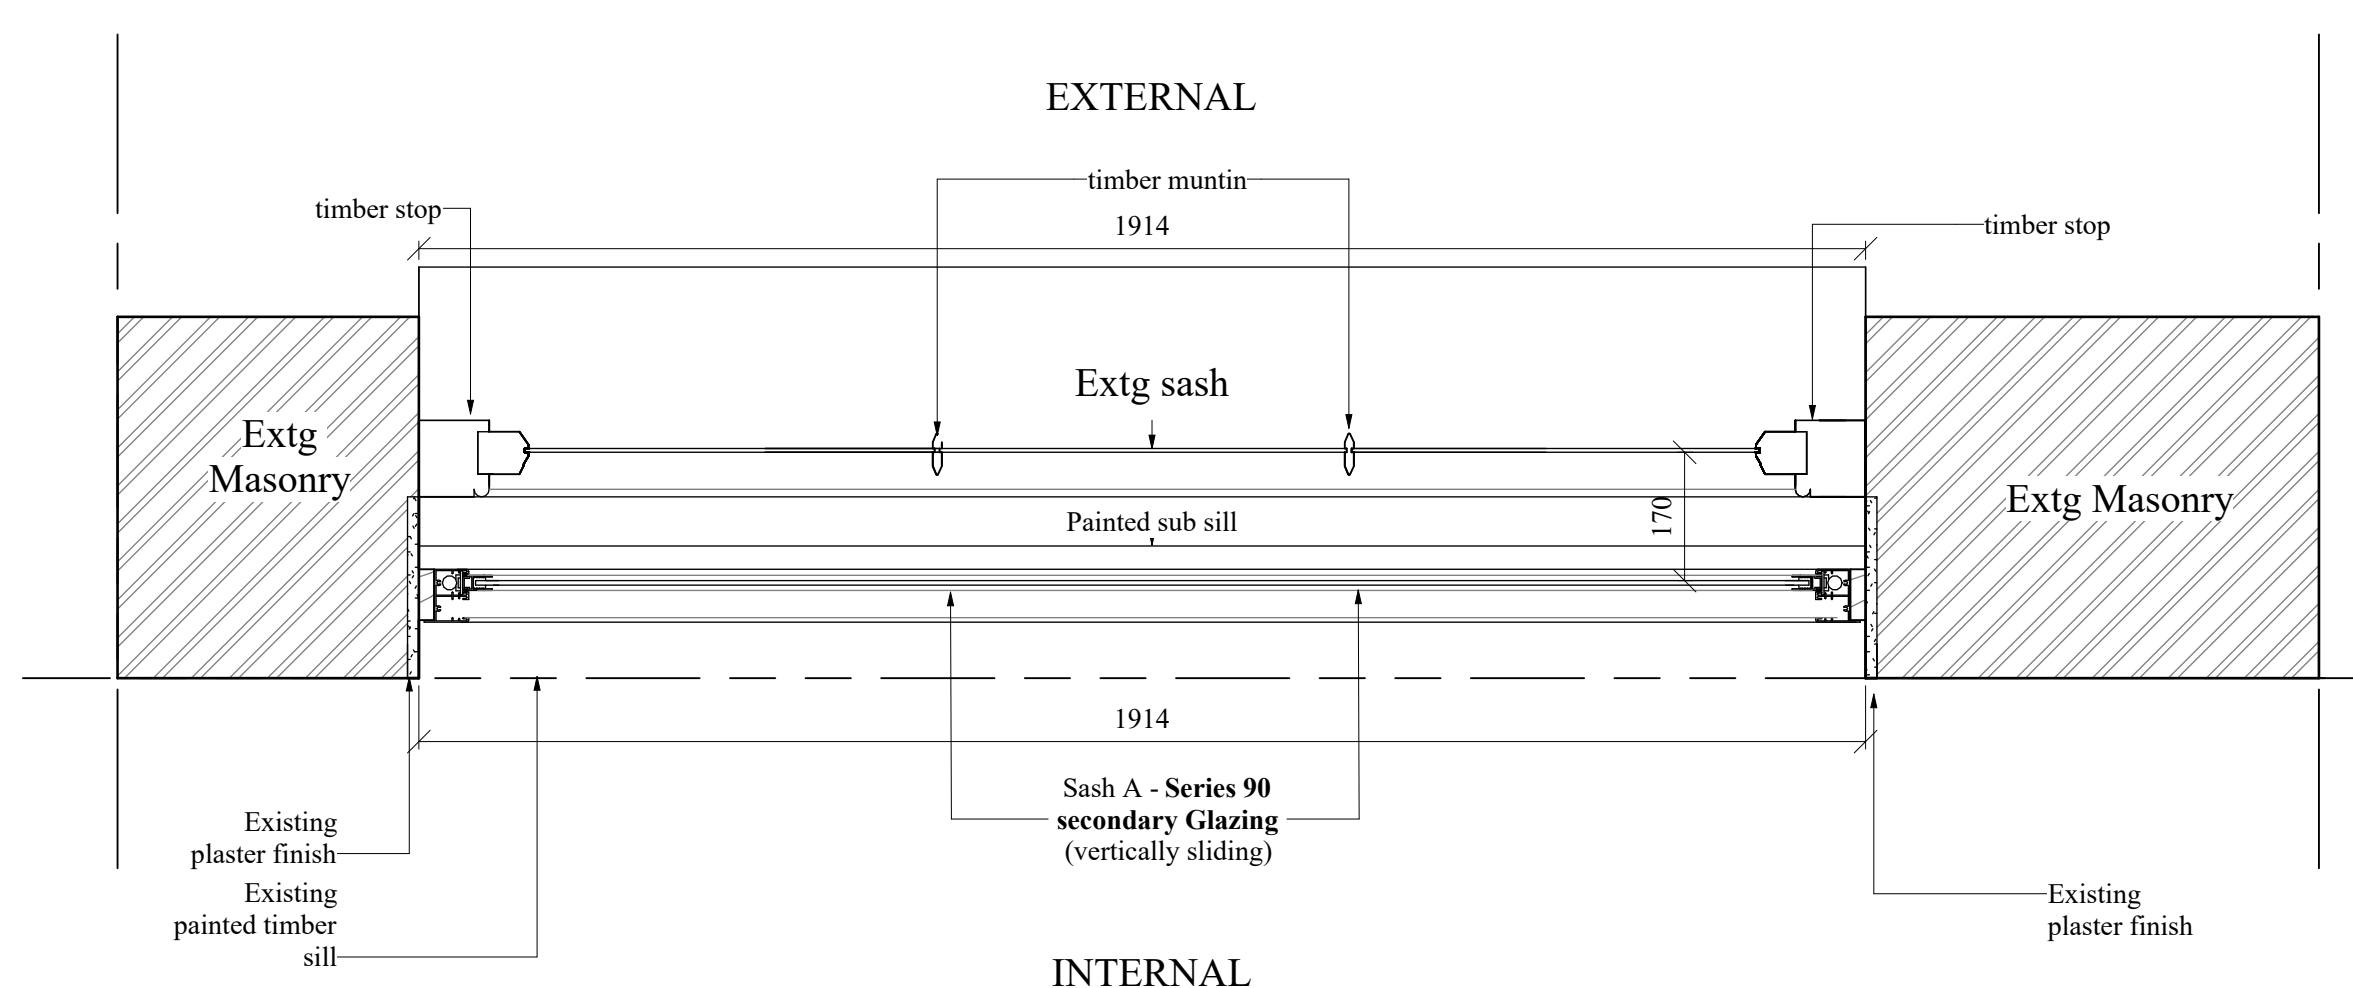 EXTERNAL
timber muntin
timber stop
1914
timber stop
Extg sash
Extg
Masonry
Extg Masonry
170
Painted sub sill
1914
Sash A - Series 90
secondary Glazing
(vertically sliding)
Existing
plaster finish
Existing
painted timber
sill
Existing
plaster finish
INTERNAL